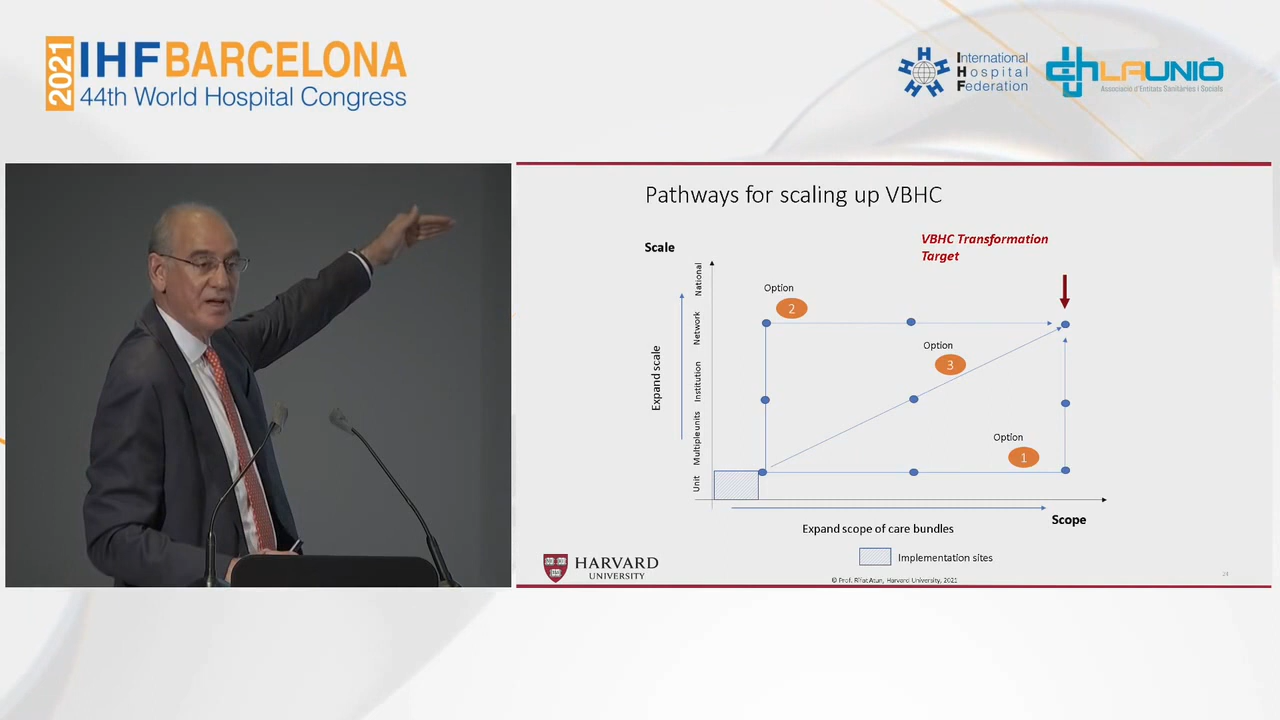 2021
IHF BARCELONA
44th World Hospital Congress
International
Hospital
Federation
LAUNIÓ
Associació d'Entitats Sanitàries i Socials
Pathways for scaling up VBHC
Scale
VBHC Transformation
Target
National
Network
Institution
Multiple units
Unit
Expand scale
Option
2
Option
3
Option
1
Scope
Expand scope of care bundles
Implementation sites
HARVARD
UNIVERSITY
© Prof. Rifat Atun, Harvard University, 2021
24